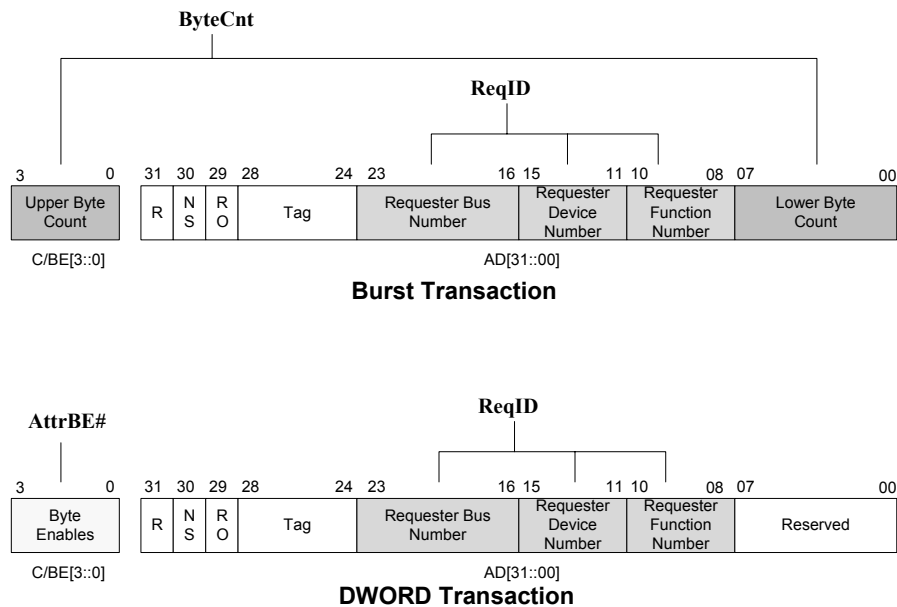 ByteCnt
ReqID
3 0 31 30 29 28 24 23 16 15 11 10 08 07 00
Upper Byte Count
R
N S
R O
Tag
Requester Bus Number
Requester Device Number
Requester Function Number
Lower Byte Count
C/BE[3::0]
AD[31::00]
Burst Transaction
ReqID
AttrBE#
3 0 31 30 29 28 24 23 16 15 11 10 08 07 00
Byte Enables
R
N S
R O
Tag
Requester Bus Number
Requester Device Number
Requester Function Number
Reserved
C/BE[3::0]
AD[31::00]
DWORD Transaction